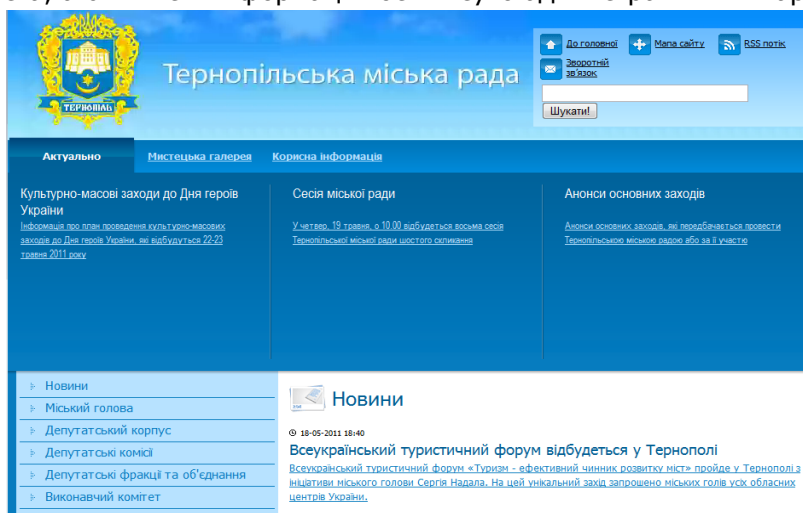 До головної
Мапа сайту
RSS потік
Зворотній
зв'язок
ТЕРНОПІЛЬ
Тернопільська міська рада
Шукати!
Актуально
Мистецька галерея
Корисна інформація
Культурно-масові заходи до Дня героїв
України
Інформація про план проведення культурно-масових
заходів до Дня героїв України, які відбудуться 22-23
травня 2011 року
Сесія міської ради
У четвер, 19 травня, о 10.00 відбудеться восьма сесія
Тернопільської міської ради шостого скликання
Анонси основних заходів
Анонси основних заходів, які передбачається провести
Тернопільською міською радою або за її участю
Новини
Міський голова
Депутатський корпус
Депутатські комісії
Депутатські фракції та об'єднання
Виконавчий комітет
Новини
18-05-2011 18:40
Всеукраїнський туристичний форум відбудеться у Тернополі
Всеукраїнський туристичний форум «Туризм - ефективний чинник розвитку міст» пройде у Тернополі з
ініціативи міського голови Сергія Надала. На цей унікальний захід запрошено міських голів усіх обласних
центрів України.